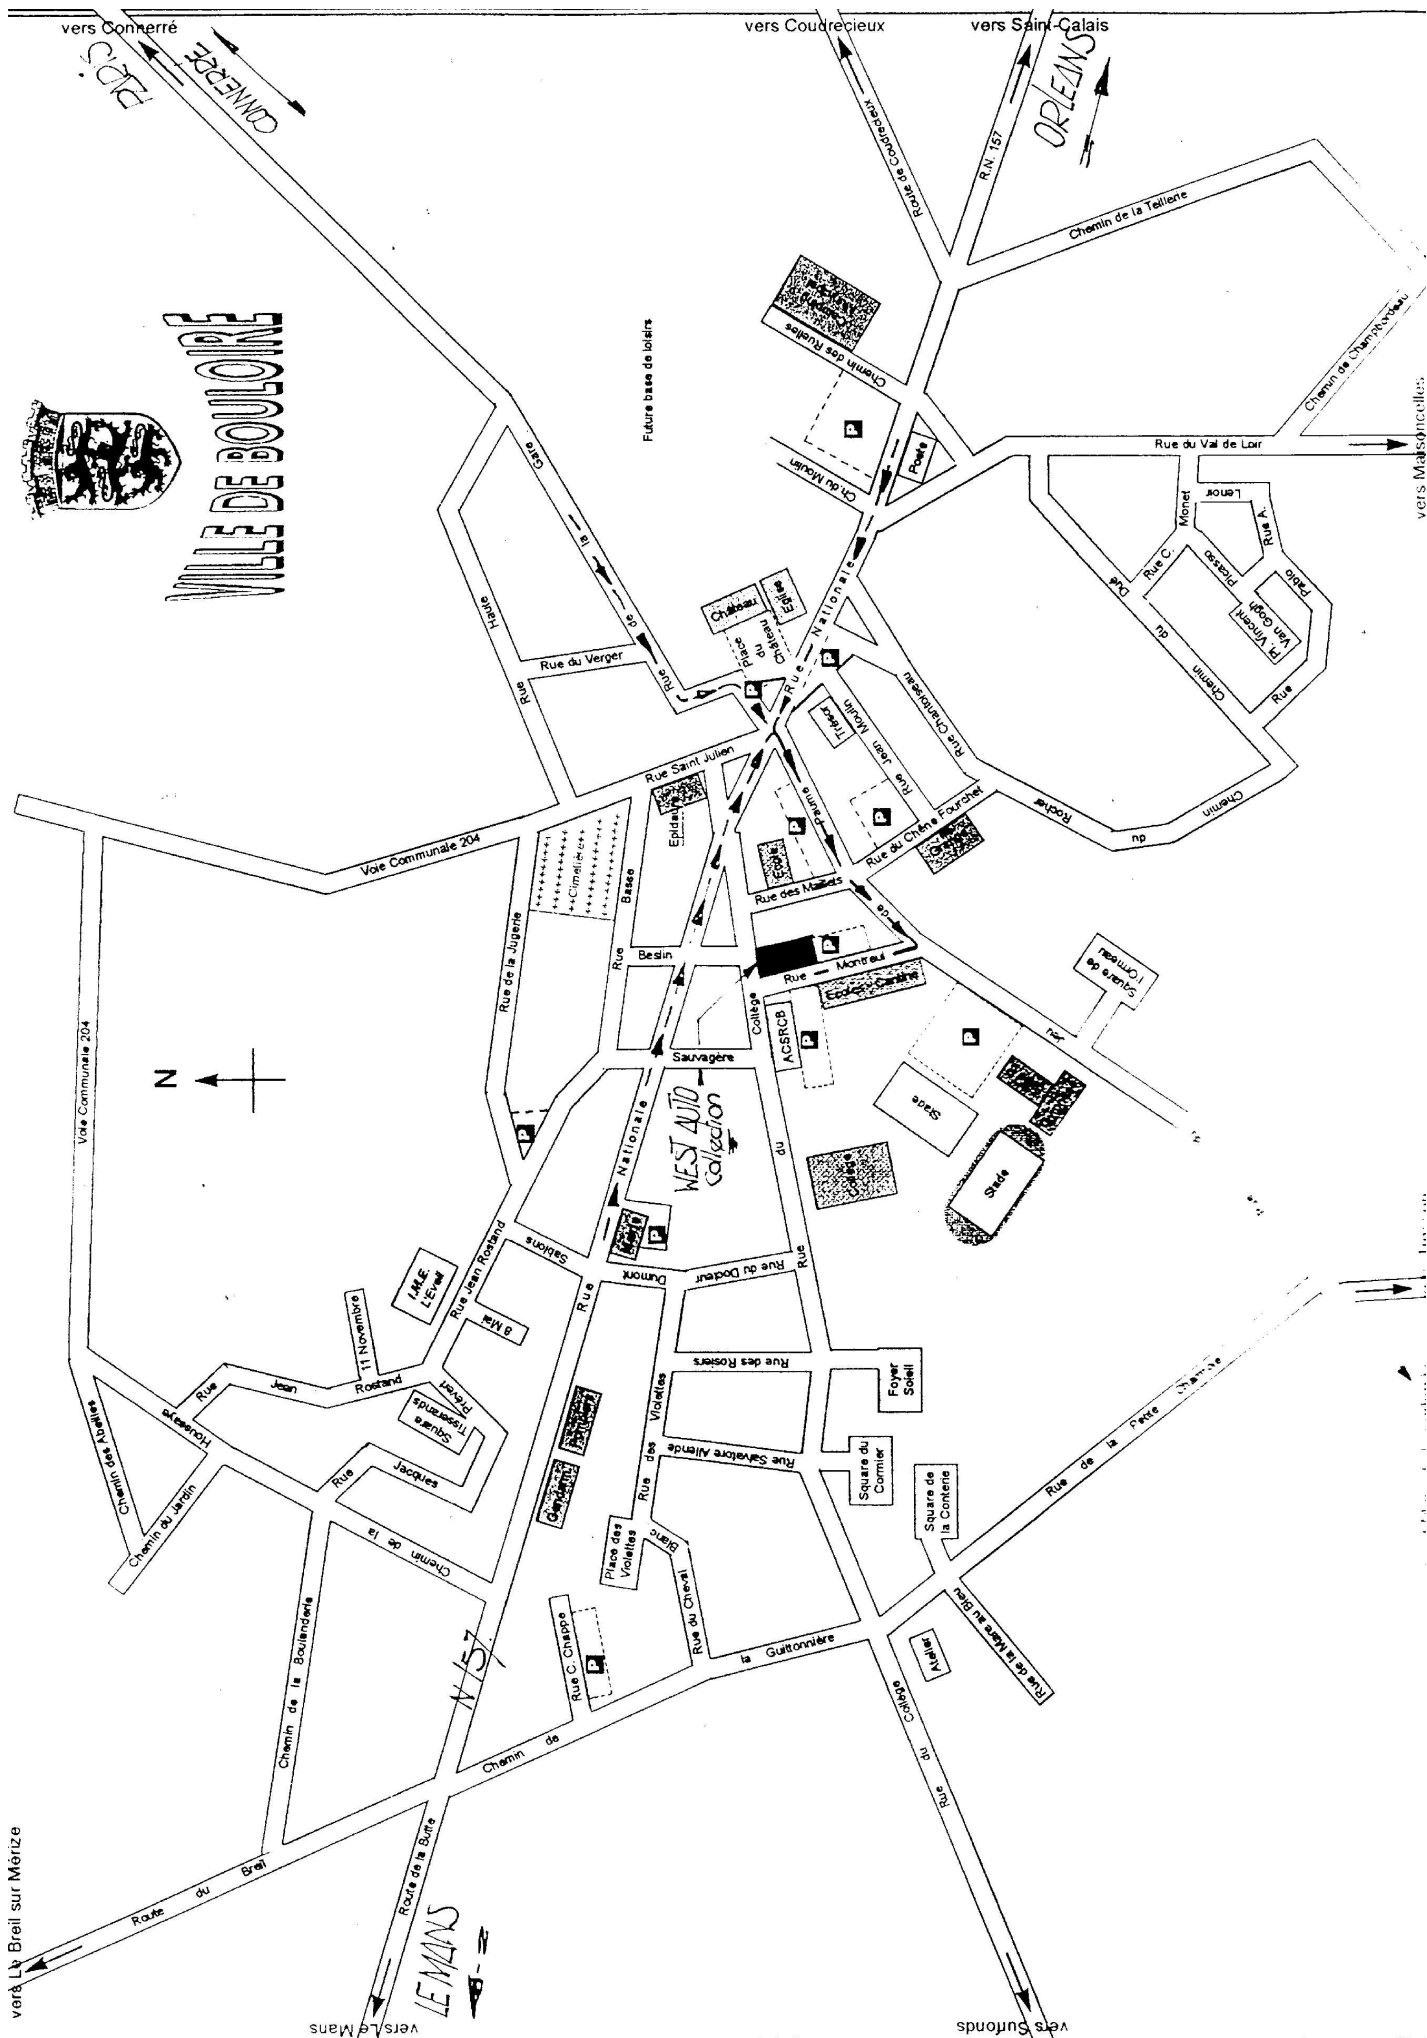 vers Le Breil sur Mérize
vers Connerré
PARIS
CONNERRE
VILLE DE BOULOIRE
vers Coudrecieux
vers Saint-Calais
ORLEANS
Route de Coudrecieux
R.N. 157
Chemin de la Teillerie
Chemin de Champbordeau
Rue du Val de Loir
vers Maisoncelles
Chemin des Ruelles
Ch. du Moulin
Poste
Future base de loisirs
Rue de la Gare
Rue Haute
Rue du Verger
Château
Eglise
Place du Château
Rue Nationale
Rue Saint Julien
Voie Communale 204
Voie Communale 204
Rue de la Jugerie
Cimetière
Rue Basse
Epidaure
Beslin
Trésor
Rue Jean Moulin
Rue Chantoiseau
Rue du Chêne Fourchet
Chemin du Rocher
Chemin du Dué
Rue C. Monet
Lenoir
Rue A.
Rue Pablo Picasso
Pl. Vincent Van Gogh
Ecole
Rue des Maillets
Rue Montreul
Ecoles - Cantine
Paume
de
Jeu
Square de l'Ormeau
N
Sauvagère
WEST AUTO
Collection
Nationale
ACSRCB
Collège
Stade
Stade
Rue du Collège
Mairie
Rue du Docteur Dumont
Sablons
Rue Jean Rostand
I.M.E.
L'Eveil
8 Mai
11 Novembre
Rue Jean Rostand
Square Tisserands
Rue Jacques Prévert
Chemin des Abeilles
Chemin du Jardin
Chemin de la Houssaye
Chemin de la Boulanderie
Rue
Rue des Rosiers
Rue des Violettes
Rue Salvatore Allende
Place des Violettes
Rue du Cheval Blanc
Rue C. Chappe
Foyer Soleil
Square du Cormier
Square de la Conterie
Rue de la Petite
Rue de la Mare au Bleu
Atelier
Chemin de la Guittonnière
N 157
Route du Breil
Route de la Butte
LE MANS
vers Le Mans
Rue du Collège
vers Surfonds
P
P
P
P
P
P
P
P
P
P
P
P